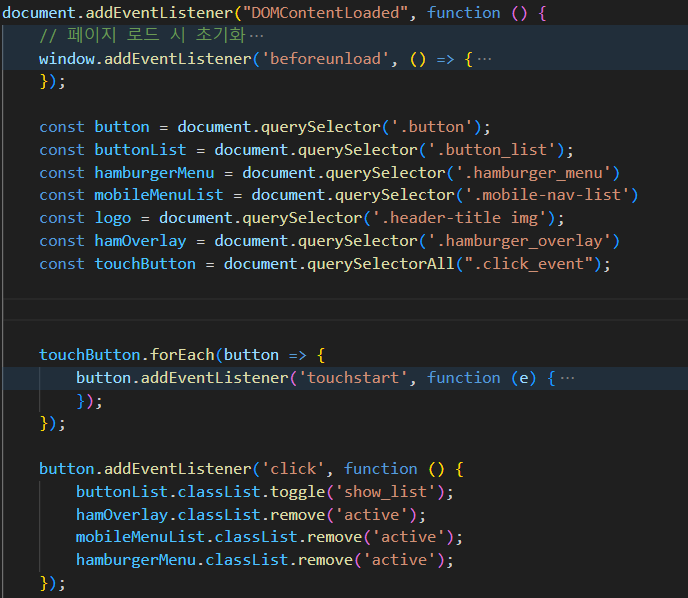 document.addEventListener("DOMContentLoaded", function () {
// 페이지 로드 시 초기화…
window.addEventListener('beforeunload', () => {…
});
const button = document.querySelector('.button');
const buttonList = document.querySelector('.button_list');
const hamburgerMenu = document.querySelector('.hamburger_menu')
const mobileMenuList = document.querySelector('.mobile-nav-list')
const logo = document.querySelector('.header-title img');
const hamOverlay = document.querySelector('.hamburger_overlay')
const touchButton = document.querySelectorAll(".click_event");
touchButton.forEach(button => {
button.addEventListener('touchstart', function (e) {…
});
});
button.addEventListener('click', function () {
buttonList.classList.toggle('show_list');
hamOverlay.classList.remove('active');
mobileMenuList.classList.remove('active');
hamburgerMenu.classList.remove('active');
});